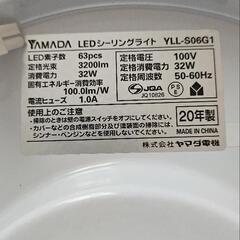 YAMADA LEDシーリングライト YLL-S06G1
LED素子数 63pcs 定格電圧 100V
定格光束 3200lm 定格消費電力 32W
消費電力 32W 定格周波数 50-60Hz
固有エネルギー消費効率
100.0lm/W
電流ヒューズ 1.0A
JQA
JQ10826
PSE
使用上のご注意
20年製
株式会社 ヤマダ電機